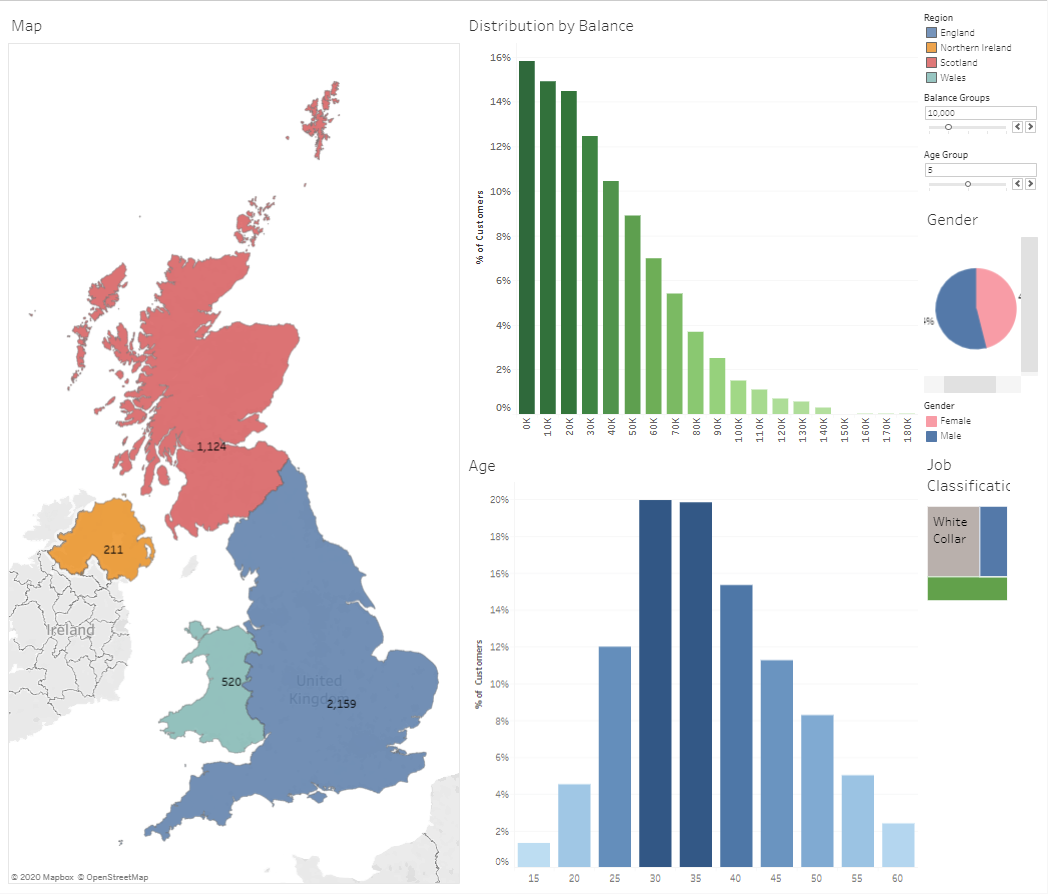 Map
1,124
211
Ireland
520
United
Kingdom
2,159
© 2020 Mapbox © OpenStreetMap
Distribution by Balance
% of Customers
16%
14%
12%
10%
8%
6%
4%
2%
0%
0K
10K
20K
30K
40K
50K
60K
70K
80K
90K
100K
110K
120K
130K
140K
150K
160K
170K
180K
Age
% of Customers
20%
18%
16%
14%
12%
10%
8%
6%
4%
2%
0%
15
20
25
30
35
40
45
50
55
60
Region
England
Northern Ireland
Scotland
Wales
Balance Groups
10,000
Age Group
5
Gender
Gender
Female
Male
Job
Classificatic
White
Collar